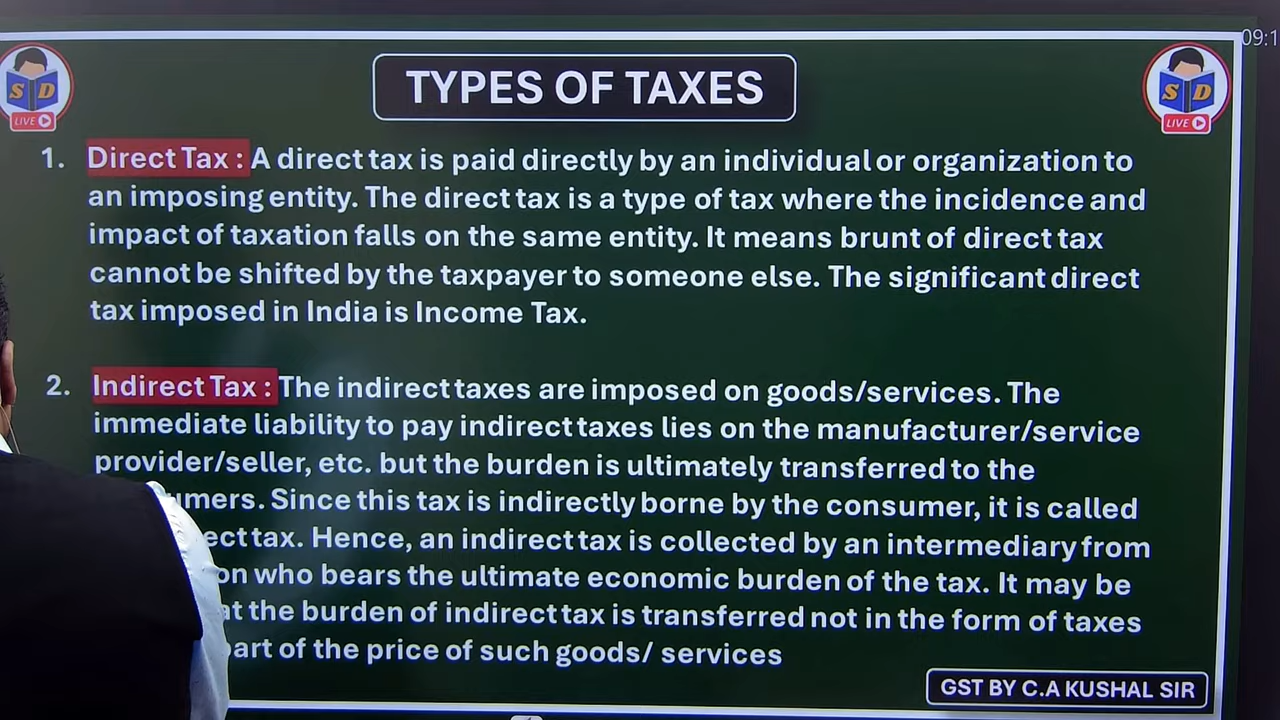 09:1
TYPES OF TAXES
S D
LIVE
S D
LIVE
1. Direct Tax : A direct tax is paid directly by an individual or organization to
an imposing entity. The direct tax is a type of tax where the incidence and
impact of taxation falls on the same entity. It means brunt of direct tax
cannot be shifted by the taxpayer to someone else. The significant direct
tax imposed in India is Income Tax.
2. Indirect Tax : The indirect taxes are imposed on goods/services. The
immediate liability to pay indirect taxes lies on the manufacturer/service
provider/seller, etc. but the burden is ultimately transferred to the
umers. Since this tax is indirectly borne by the consumer, it is called
ect tax. Hence, an indirect tax is collected by an intermediary from
on who bears the ultimate economic burden of the tax. It may be
at the burden of indirect tax is transferred not in the form of taxes
part of the price of such goods/ services
GST BY C.A KUSHAL SIR